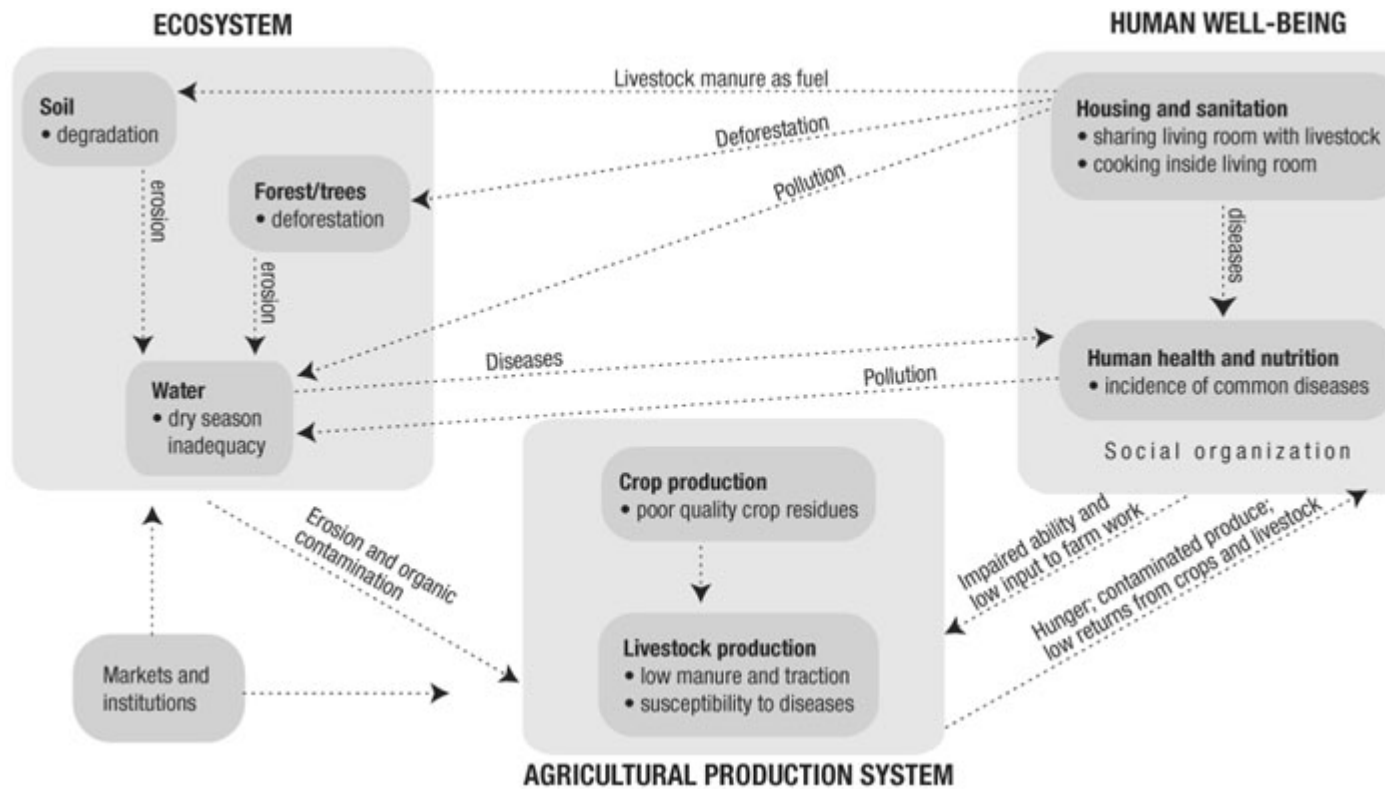 ECOSYSTEM
HUMAN WELL-BEING
Soil
• degradation
erosion
Forest/trees
• deforestation
erosion
Water
• dry season
inadequacy
Livestock manure as fuel
Deforestation
Pollution
Diseases
Pollution
Housing and sanitation
• sharing living room with livestock
• cooking inside living room
diseases
Human health and nutrition
• incidence of common diseases
Social organization
Erosion and organic
contamination
Markets and
institutions
Crop production
• poor quality crop residues
Livestock production
• low manure and traction
• susceptibility to diseases
Impaired ability and
low input to farm work
Hunger; contaminated produce;
low returns from crops and livestock
AGRICULTURAL PRODUCTION SYSTEM